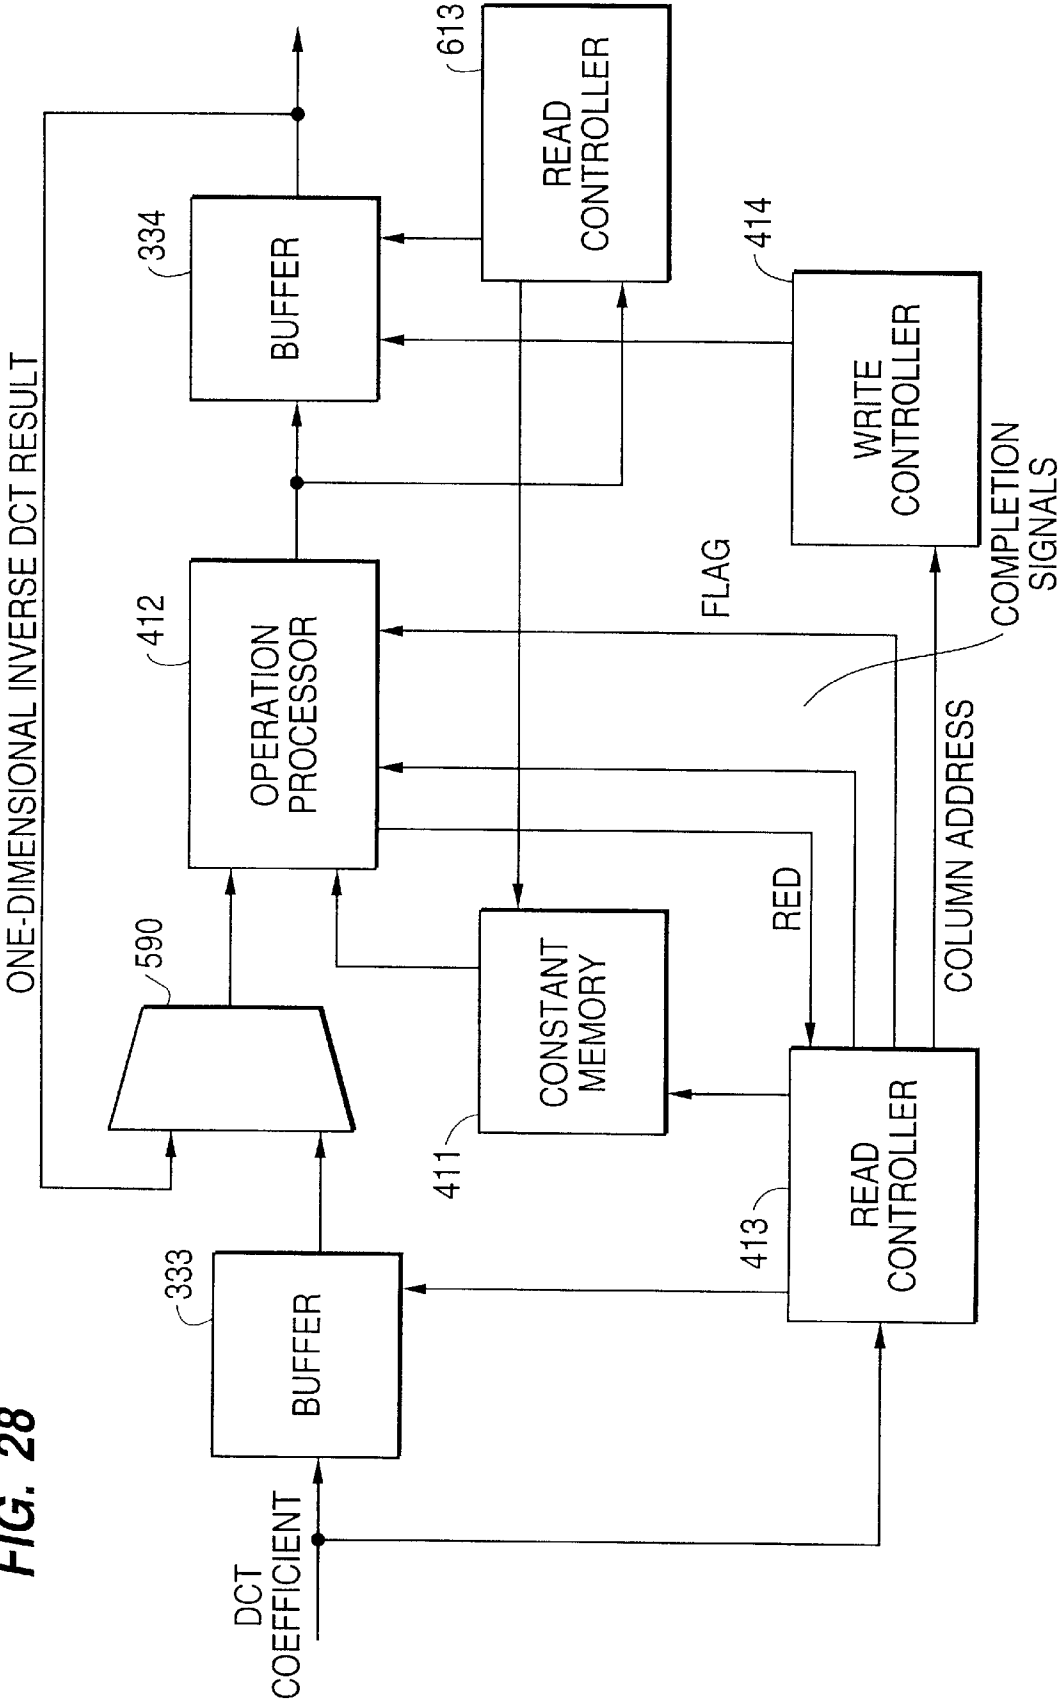 FIG. 28
ONE-DIMENSIONAL INVERSE DCT RESULT
DCT
COEFFICIENT
333
BUFFER
590
412
OPERATION
PROCESSOR
334
BUFFER
613
READ
CONTROLLER
411
CONSTANT
MEMORY
RED
FLAG
414
WRITE
CONTROLLER
413
READ
CONTROLLER
COLUMN ADDRESS
COMPLETION
SIGNALS